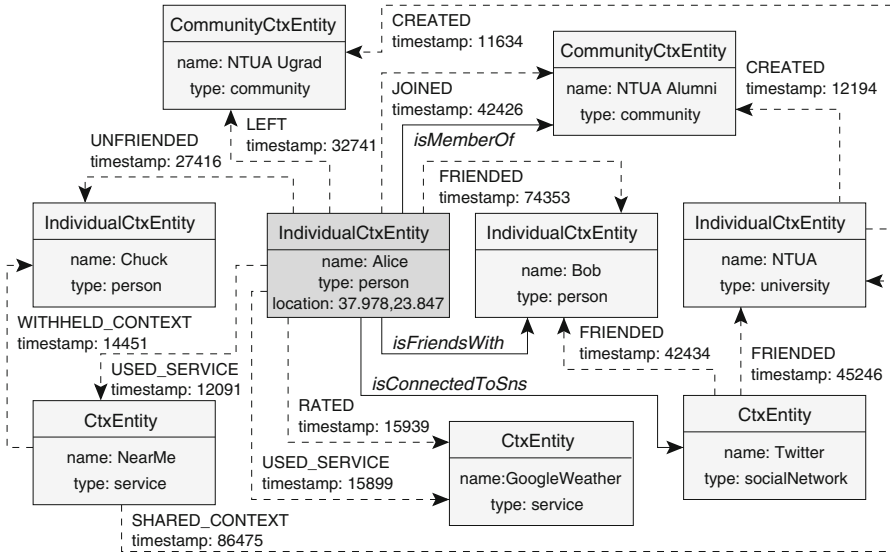 CommunityCtxEntity
name: NTUA Ugrad
type: community
CREATED
timestamp: 11634
CommunityCtxEntity
name: NTUA Alumni
type: community
CREATED
timestamp: 12194
JOINED
timestamp: 42426
isMemberOf
LEFT
timestamp: 32741
UNFRIENDED
timestamp: 27416
FRIENDED
timestamp: 74353
IndividualCtxEntity
name: Chuck
type: person
IndividualCtxEntity
name: Alice
type: person
location: 37.978,23.847
IndividualCtxEntity
name: Bob
type: person
IndividualCtxEntity
name: NTUA
type: university
WITHHELD_CONTEXT
timestamp: 14451
USED_SERVICE
timestamp: 12091
isFriendsWith
isConnectedToSns
FRIENDED
timestamp: 42434
FRIENDED
timestamp: 45246
CtxEntity
name: NearMe
type: service
RATED
timestamp: 15939
USED_SERVICE
timestamp: 15899
CtxEntity
name:GoogleWeather
type: service
CtxEntity
name: Twitter
type: socialNetwork
SHARED_CONTEXT
timestamp: 86475